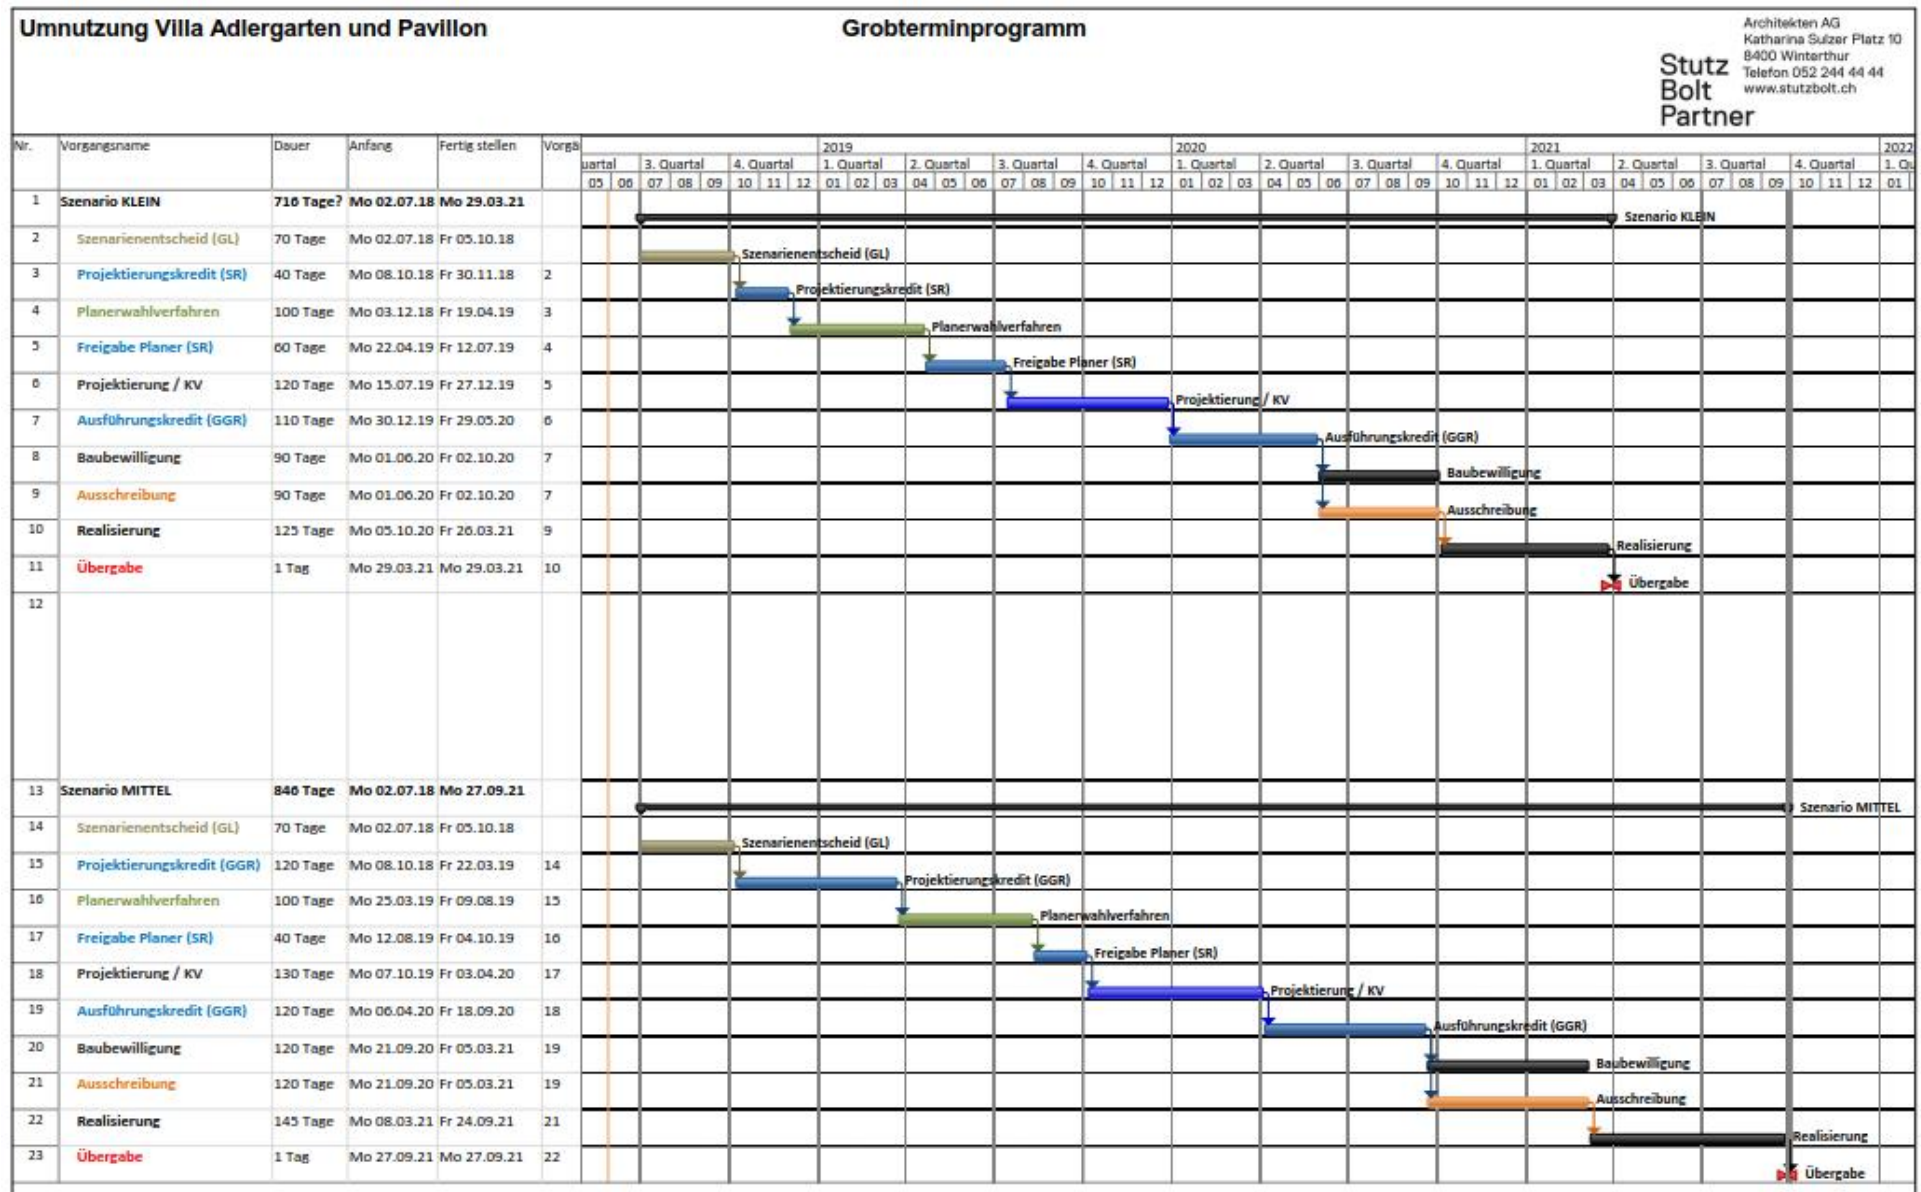 Umnutzung Villa Adlergarten und Pavillon
Grobterminprogramm
Stutz
Bolt
Partner
Architekten AG
Katharina Sulzer Platz 10
8400 Winterthur
Telefon 052 244 44 44
www.stutzbolt.ch
Nr. Vorgangsname Dauer Anfang Fertig stellen Vorgä
2019 2020 2021 2022
uartal 3. Quartal 4. Quartal 1. Quartal 2. Quartal 3. Quartal 4. Quartal 1. Quartal 2. Quartal 3. Quartal 4. Quartal 1. Quartal 2. Quartal 3. Quartal 4. Quartal 1. Qu
05 06 07 08 09 10 11 12 01 02 03 04 05 06 07 08 09 10 11 12 01 02 03 04 05 06 07 08 09 10 11 12 01 02 03 04 05 06 07 08 09 10 11 12 01
1 Szenario KLEIN 716 Tage? Mo 02.07.18 Mo 29.03.21
Szenario KLEIN
2 Szenarienentscheid (GL) 70 Tage Mo 02.07.18 Fr 05.10.18
Szenarienentscheid (GL)
3 Projektierungskredit (SR) 40 Tage Mo 08.10.18 Fr 30.11.18 2
Projektierungskredit (SR)
4 Planerwahlverfahren 100 Tage Mo 03.12.18 Fr 19.04.19 3
Planerwahlverfahren
5 Freigabe Planer (SR) 60 Tage Mo 22.04.19 Fr 12.07.19 4
Freigabe Planer (SR)
6 Projektierung / KV 120 Tage Mo 15.07.19 Fr 27.12.19 5
Projektierung / KV
7 Ausführungskredit (GGR) 110 Tage Mo 30.12.19 Fr 29.05.20 6
Ausführungskredit (GGR)
8 Baubewilligung 90 Tage Mo 01.06.20 Fr 02.10.20 7
Baubewilligung
9 Ausschreibung 90 Tage Mo 01.06.20 Fr 02.10.20 7
Ausschreibung
10 Realisierung 125 Tage Mo 05.10.20 Fr 26.03.21 9
Realisierung
11 Übergabe 1 Tag Mo 29.03.21 Mo 29.03.21 10
Übergabe
12
13 Szenario MITTEL 846 Tage Mo 02.07.18 Mo 27.09.21
Szenario MITTEL
14 Szenarienentscheid (GL) 70 Tage Mo 02.07.18 Fr 05.10.18
Szenarienentscheid (GL)
15 Projektierungskredit (GGR) 120 Tage Mo 08.10.18 Fr 22.03.19 14
Projektierungskredit (GGR)
16 Planerwahlverfahren 100 Tage Mo 25.03.19 Fr 09.08.19 15
Planerwahlverfahren
17 Freigabe Planer (SR) 40 Tage Mo 12.08.19 Fr 04.10.19 16
Freigabe Planer (SR)
18 Projektierung / KV 130 Tage Mo 07.10.19 Fr 03.04.20 17
Projektierung / KV
19 Ausführungskredit (GGR) 120 Tage Mo 06.04.20 Fr 18.09.20 18
Ausführungskredit (GGR)
20 Baubewilligung 120 Tage Mo 21.09.20 Fr 05.03.21 19
Baubewilligung
21 Ausschreibung 120 Tage Mo 21.09.20 Fr 05.03.21 19
Ausschreibung
22 Realisierung 145 Tage Mo 08.03.21 Fr 24.09.21 21
Realisierung
23 Übergabe 1 Tag Mo 27.09.21 Mo 27.09.21 22
Übergabe